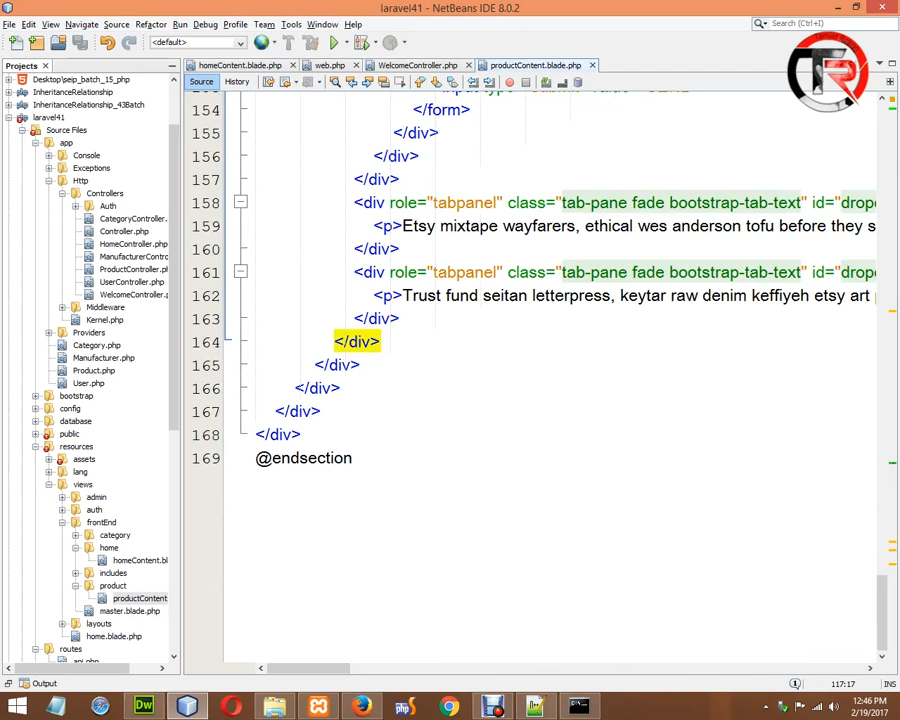 laravel41 - NetBeans IDE 8.0.2
File Edit View Navigate Source Refactor Run Debug Profile Team Tools Window Help
Search (Ctrl+I)
<default>
Projects
homeContent.blade.php web.php WelcomeController.php productContent.blade.php
Source History
Desktop\seip_batch_15_php
InheritanceRelationship
InheritanceRelationship_43Batch
laravel41
Source Files
app
Console
Exceptions
Http
Controllers
Auth
CategoryController.
Controller.php
HomeController.php
ManufacturerContro
ProductController.p
UserController.php
WelcomeController.p
Middleware
Kernel.php
Providers
Category.php
Manufacturer.php
Product.php
User.php
bootstrap
config
database
public
resources
assets
lang
views
admin
auth
frontEnd
category
home
homeContent.bl
includes
product
productContent
master.blade.php
layouts
home.blade.php
routes
api.php
154 </form>
155 </div>
156 </div>
157 </div>
158 <div role="tabpanel" class="tab-pane fade bootstrap-tab-text" id="drop
159 <p>Etsy mixtape wayfarers, ethical wes anderson tofu before they s
160 </div>
161 <div role="tabpanel" class="tab-pane fade bootstrap-tab-text" id="drop
162 <p>Trust fund seitan letterpress, keytar raw denim keffiyeh etsy art
163 </div>
164 </div>
165 </div>
166 </div>
167 </div>
168 </div>
169 @endsection
Output
117:17 INS
Dw
php
12:46 PM
2/19/2017